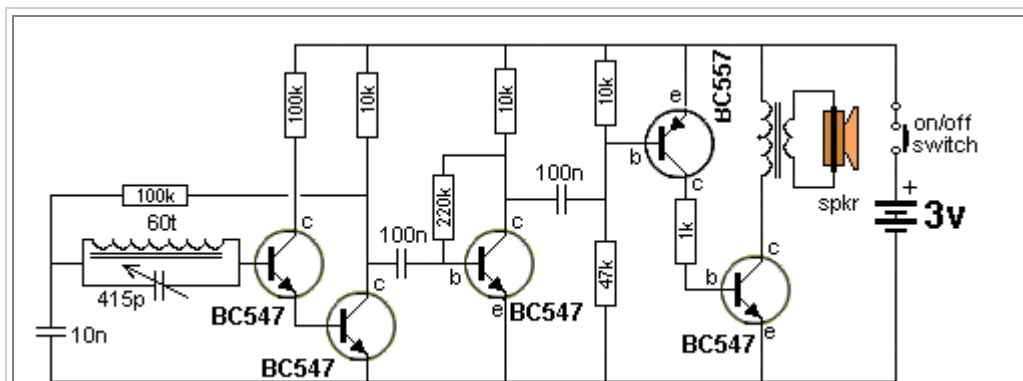 100k
10k
10k
10k
e
BC557
on/off
switch
b
c
spkr
+
3v
100k
60t
c
220k
100n
c
100n
c
1k
415p
b
47k
b
c
10n
BC547
BC547
e
BC547
BC547
e